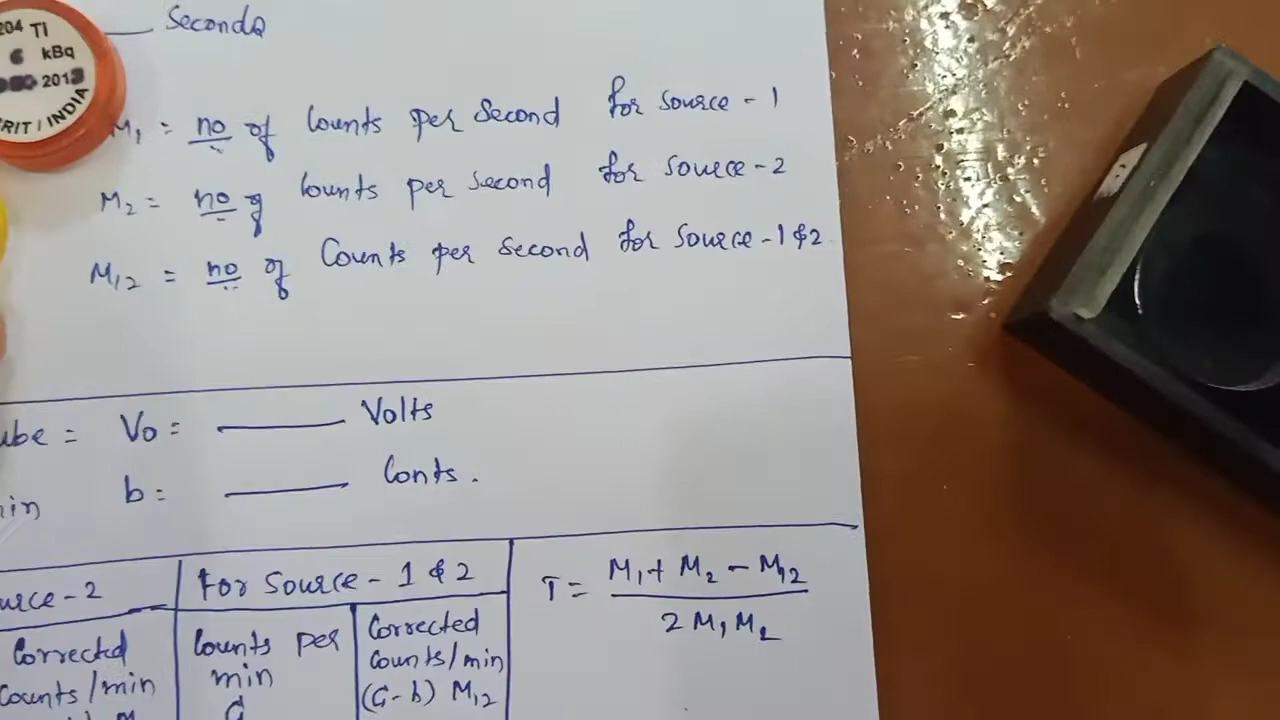 204 Tl
6 kBq
2013
RIT / INDIA
Seconds
M1 = no of Counts per Second for source - 1
M2 = no of Counts per second for source - 2
M12 = no of Counts per second for source - 1 & 2
ube = Vo = Volts
in b = Conts.
urce - 2
For Source - 1 & 2
T = M1 + M2 - M12 / 2 M1 M2
Corrected
Counts/min
Counts per
min
G
Corrected
Counts/min
(G-b) M12